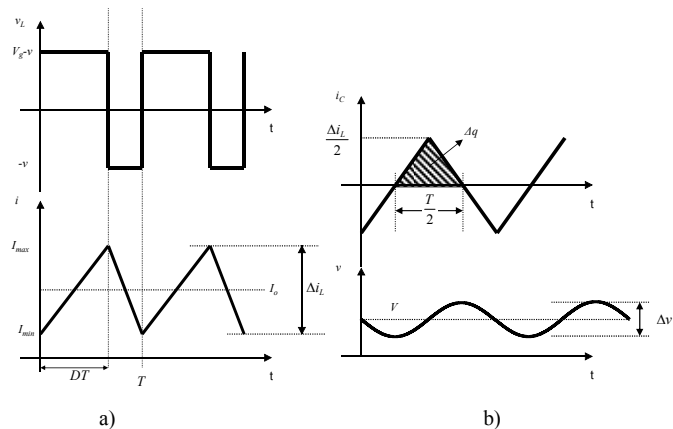 v_L
V_g-v
t
-v
i
I_max
I_o
Δi_L
I_min
DT
T
t
a)
i_C
Δi_L
2
Δq
T
2
t
v
V
Δv
t
b)